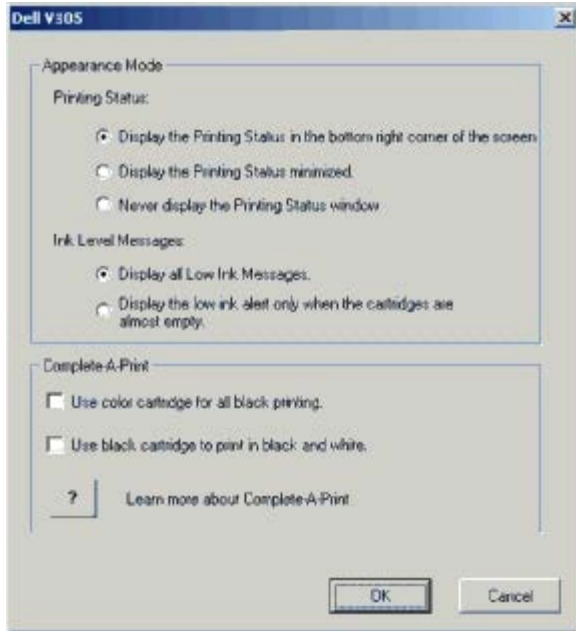 Dell V305
Appearance Mode
Printing Status:
Display the Printing Status in the bottom right corner of the screen
Display the Printing Status minimized.
Never display the Printing Status window
Ink Level Messages:
Display all Low Ink Messages.
Display the low ink alert only when the cartridges are
almost empty.
Complete-A-Print
Use color cartridge for all black printing.
Use black cartridge to print in black and white.
?
Learn more about Complete-A-Print
OK
Cancel